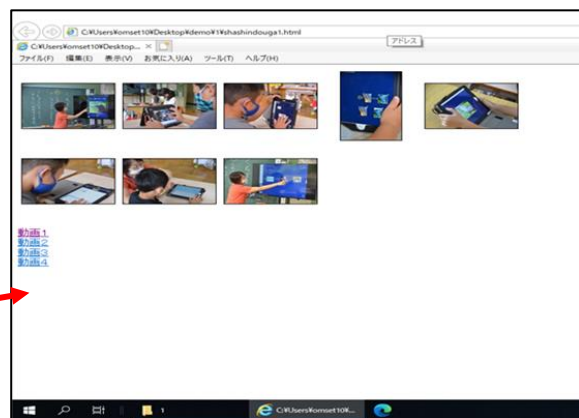 C:¥Users¥omset10¥Desktop¥demo¥1¥shashindouga1.html
アドレス
C:¥Users¥omset10¥Desktop...
ファイル(F) 編集(E) 表示(V) お気に入り(A) ツール(T) ヘルプ(H)
動画1
動画2
動画3
動画4
1
C:¥Users¥omset10¥...